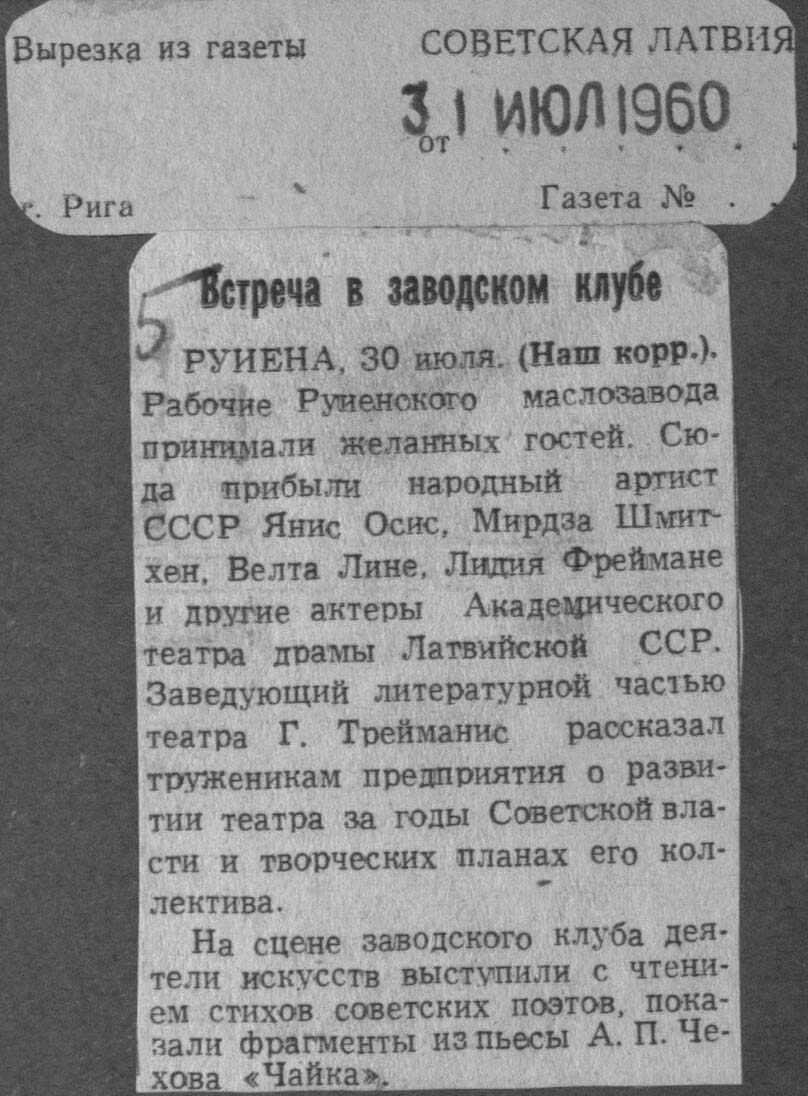 Вырезка из газеты
СОВЕТСКАЯ ЛАТВИЯ
31 ИЮЛ 1960
от . . . . . .
г. Рига
Газета № . .
5
Встреча в заводском клубе
РУИЕНА, 30 июля. (Наш корр.).
Рабочие Руиенского маслозавода
принимали желанных гостей. Сю-
да прибыли народный артист
СССР Янис Осис, Мирдза Шмит-
хен, Велта Лине, Лидия Фреймане
и другие актеры Академического
театра драмы Латвийской ССР.
Заведующий литературной частью
театра Г. Трейманис рассказал
труженикам предприятия о разви-
тии театра за годы Советской вла-
сти и творческих планах его кол-
лектива.
На сцене заводского клуба дея-
тели искусств выступили с чтени-
ем стихов советских поэтов, пока-
зали фрагменты из пьесы А. П. Че-
хова «Чайка».